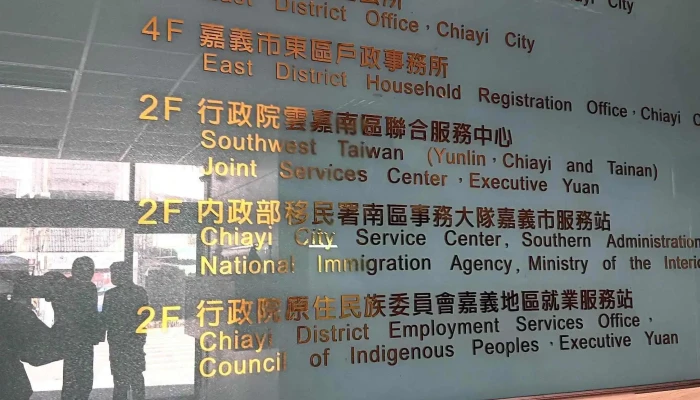 East District Office，Chiayi City
City
4F 嘉義市東區戶政事務所
East District Household Registration Office，Chiayi
2F 行政院雲嘉南區聯合服務中心
Southwest Taiwan (Yunlin，Chiayi and Tainan)
Joint Services Center，Executive Yuan
2F 內政部移民署南區事務大隊嘉義市服務站
Chiayi City Service Center, Southern Administration
National Immigration Agency, Ministry of the Interior
2F 行政院原住民族委員會嘉義地區就業服務站
Chiayi District Employment Services Office，
Council of Indigenous Peoples，Executive Yuan